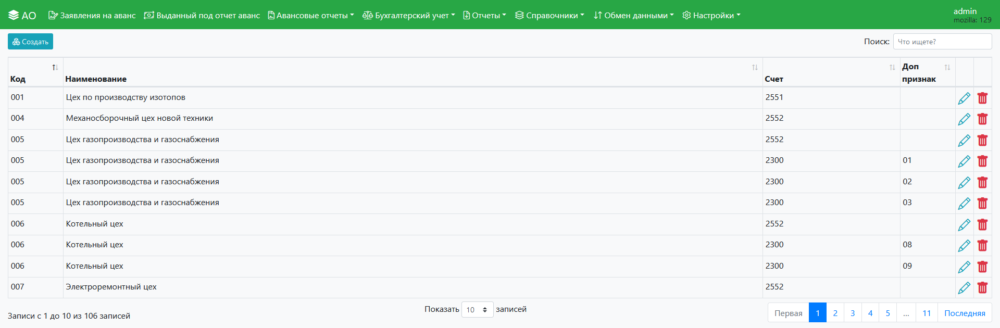 АО Заявления на аванс Выданный под отчет аванс Авансовые отчеты Бухгалтерский учет Отчеты Справочники Обмен данными Настройки admin
mozilla: 129
Создать Поиск: Что ищете?
Код Наименование Счет Доп признак
001 Цех по производству изотопов 2551
004 Механосборочный цех новой техники 2552
005 Цех газопроизводства и газоснабжения 2552
005 Цех газопроизводства и газоснабжения 2300 01
005 Цех газопроизводства и газоснабжения 2300 02
005 Цех газопроизводства и газоснабжения 2300 03
006 Котельный цех 2552
006 Котельный цех 2300 08
006 Котельный цех 2300 09
007 Электроремонтный цех 2552
Записи с 1 до 10 из 106 записей Показать 10 записей Первая 1 2 3 4 5 ... 11 Последняя